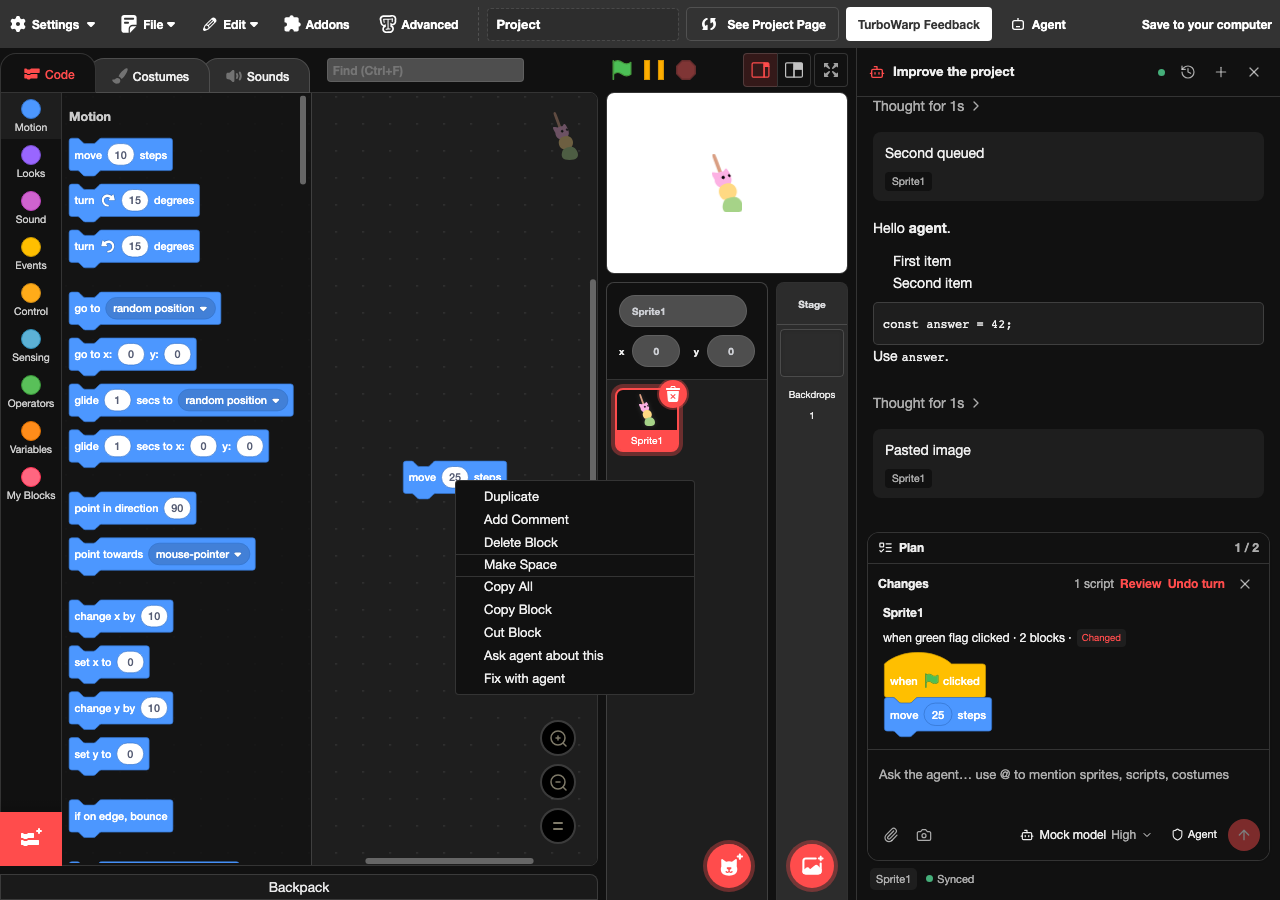 Settings
File
Edit
Addons
Advanced
Project
See Project Page
TurboWarp Feedback
Agent
Save to your computer
Code
Costumes
Sounds
Find (Ctrl+F)
Improve the project
Motion
Looks
Sound
Events
Control
Sensing
Operators
Variables
My Blocks
Motion
move 10 steps
turn 15 degrees
turn 15 degrees
go to random position
go to x: 0 y: 0
glide 1 secs to random position
glide 1 secs to x: 0 y: 0
point in direction 90
point towards mouse-pointer
change x by 10
set x to 0
change y by 10
set y to 0
if on edge, bounce
move 25 steps
Duplicate
Add Comment
Delete Block
Make Space
Copy All
Copy Block
Cut Block
Ask agent about this
Fix with agent
Backpack
Sprite1
x 0 y 0
Sprite1
Stage
Backdrops
1
Thought for 1s
Second queued
Sprite1
Hello agent.
First item
Second item
const answer = 42;
Use answer.
Thought for 1s
Pasted image
Sprite1
Plan 1 / 2
Changes 1 script Review Undo turn
Sprite1
when green flag clicked · 2 blocks · Changed
when clicked
move 25 steps
Ask the agent… use @ to mention sprites, scripts, costumes
Mock model High Agent
Sprite1 Synced